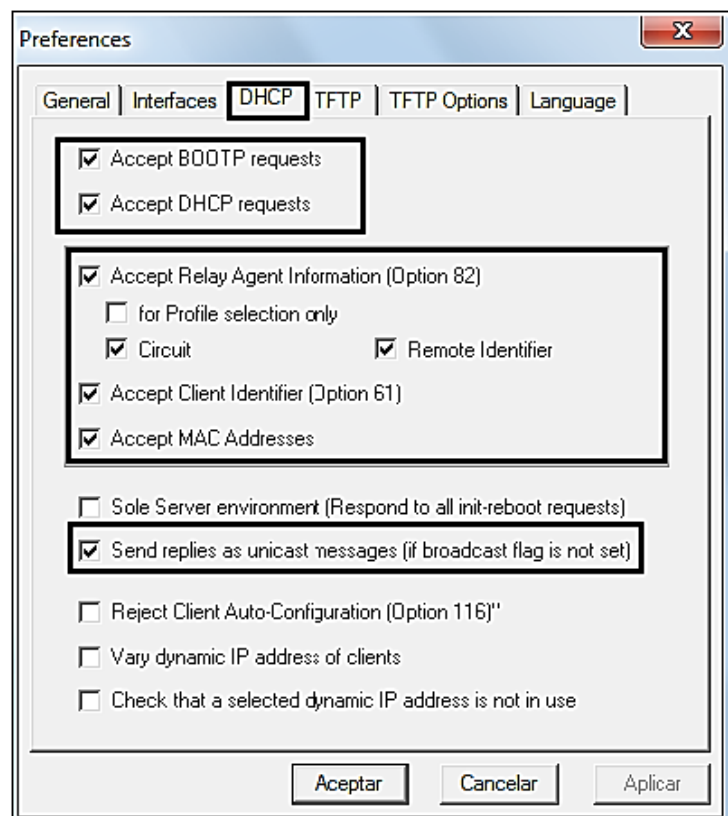 Preferences
General Interfaces DHCP TFTP TFTP Options Language
Accept BOOTP requests
Accept DHCP requests
Accept Relay Agent Information (Option 82)
for Profile selection only
Circuit Remote Identifier
Accept Client Identifier (Option 61)
Accept MAC Addresses
Sole Server environment (Respond to all init-reboot requests)
Send replies as unicast messages (if broadcast flag is not set)
Reject Client Auto-Configuration (Option 116)"
Vary dynamic IP address of clients
Check that a selected dynamic IP address is not in use
Aceptar Cancelar Aplicar